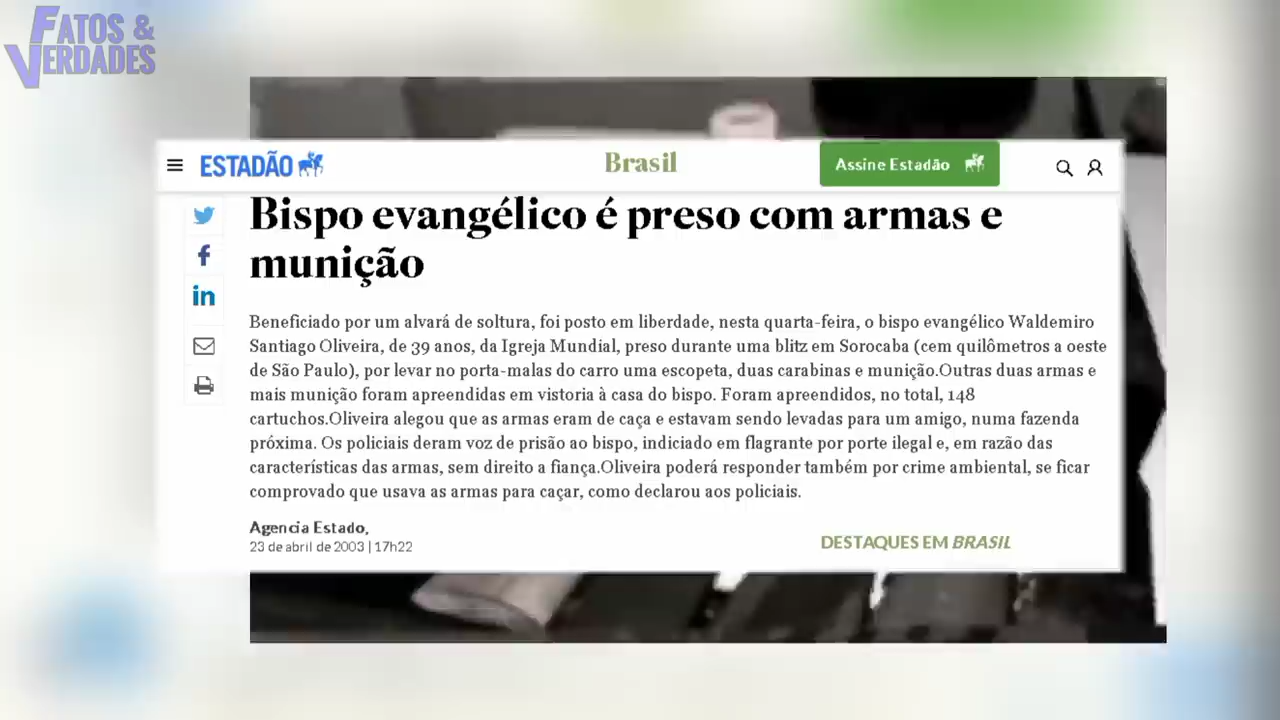 FATOS &
VERDADES
ESTADÃO
Brasil
Assine Estadão
Bispo evangélico é preso com armas e
munição
Beneficiado por um alvará de soltura, foi posto em liberdade, nesta quarta-feira, o bispo evangélico Waldemiro
Santiago Oliveira, de 39 anos, da Igreja Mundial, preso durante uma blitz em Sorocaba (cem quilômetros a oeste
de São Paulo), por levar no porta-malas do carro uma escopeta, duas carabinas e munição.Outras duas armas e
mais munição foram apreendidas em vistoria à casa do bispo. Foram apreendidos, no total, 148
cartuchos.Oliveira alegou que as armas eram de caça e estavam sendo levadas para um amigo, numa fazenda
próxima. Os policiais deram voz de prisão ao bispo, indiciado em flagrante por porte ilegal e, em razão das
características das armas, sem direito a fiança.Oliveira poderá responder também por crime ambiental, se ficar
comprovado que usava as armas para caçar, como declarou aos policiais.
Agencia Estado,
23 de abril de 2003 | 17h22
DESTAQUES EM BRASIL